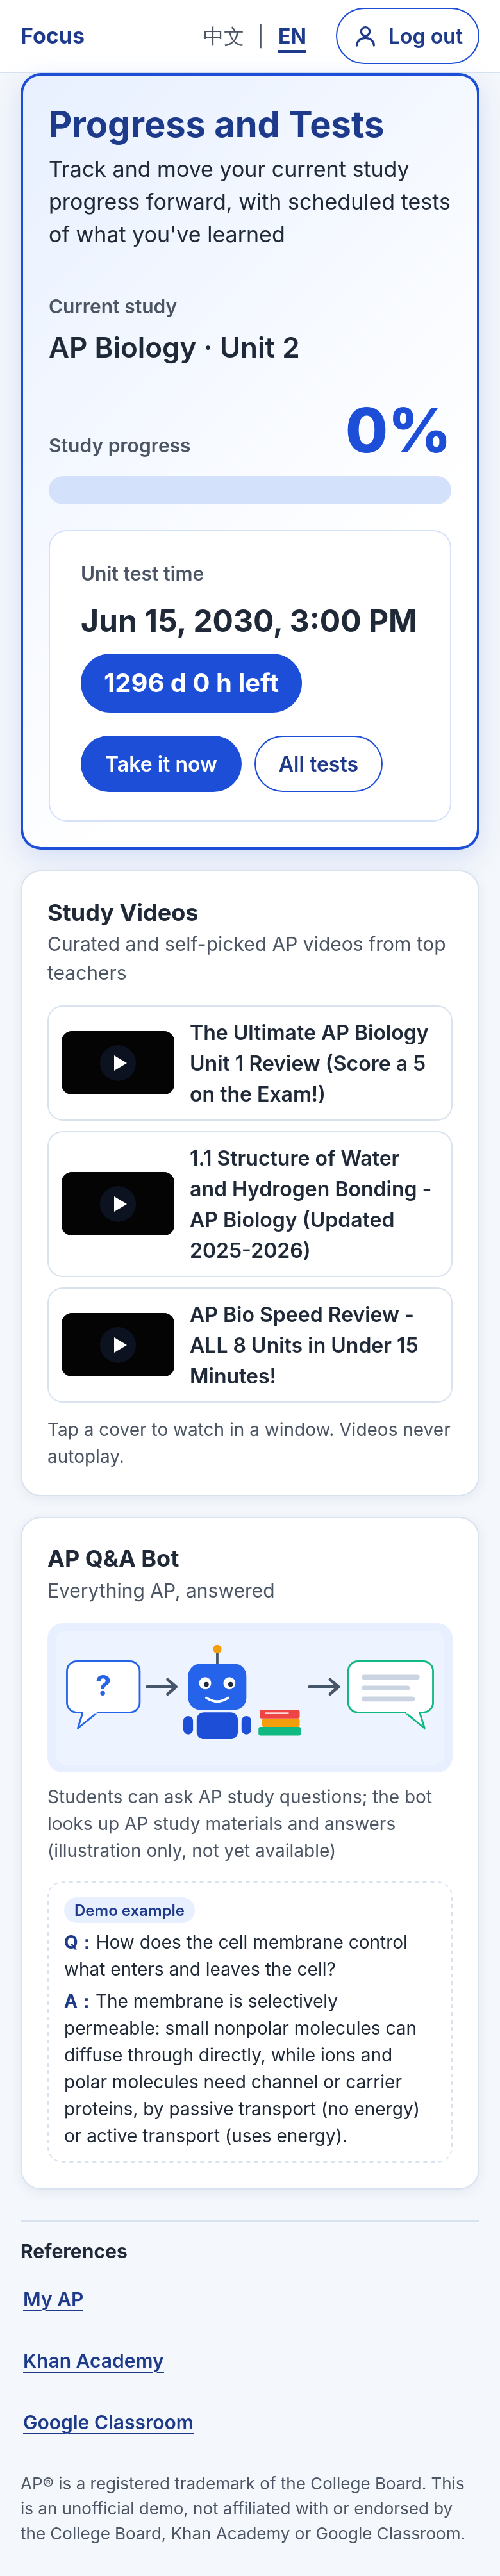 Focus
中文 | EN
Log out
Progress and Tests
Track and move your current study
progress forward, with scheduled tests
of what you've learned
Current study
AP Biology · Unit 2
Study progress
0%
Unit test time
Jun 15, 2030, 3:00 PM
1296 d 0 h left
Take it now
All tests
Study Videos
Curated and self-picked AP videos from top
teachers
The Ultimate AP Biology
Unit 1 Review (Score a 5
on the Exam!)
1.1 Structure of Water
and Hydrogen Bonding -
AP Biology (Updated
2025-2026)
AP Bio Speed Review -
ALL 8 Units in Under 15
Minutes!
Tap a cover to watch in a window. Videos never
autoplay.
AP Q&A Bot
Everything AP, answered
?
Students can ask AP study questions; the bot
looks up AP study materials and answers
(illustration only, not yet available)
Demo example
Q：How does the cell membrane control
what enters and leaves the cell?
A：The membrane is selectively
permeable: small nonpolar molecules can
diffuse through directly, while ions and
polar molecules need channel or carrier
proteins, by passive transport (no energy)
or active transport (uses energy).
References
My AP
Khan Academy
Google Classroom
AP® is a registered trademark of the College Board. This
is an unofficial demo, not affiliated with or endorsed by
the College Board, Khan Academy or Google Classroom.